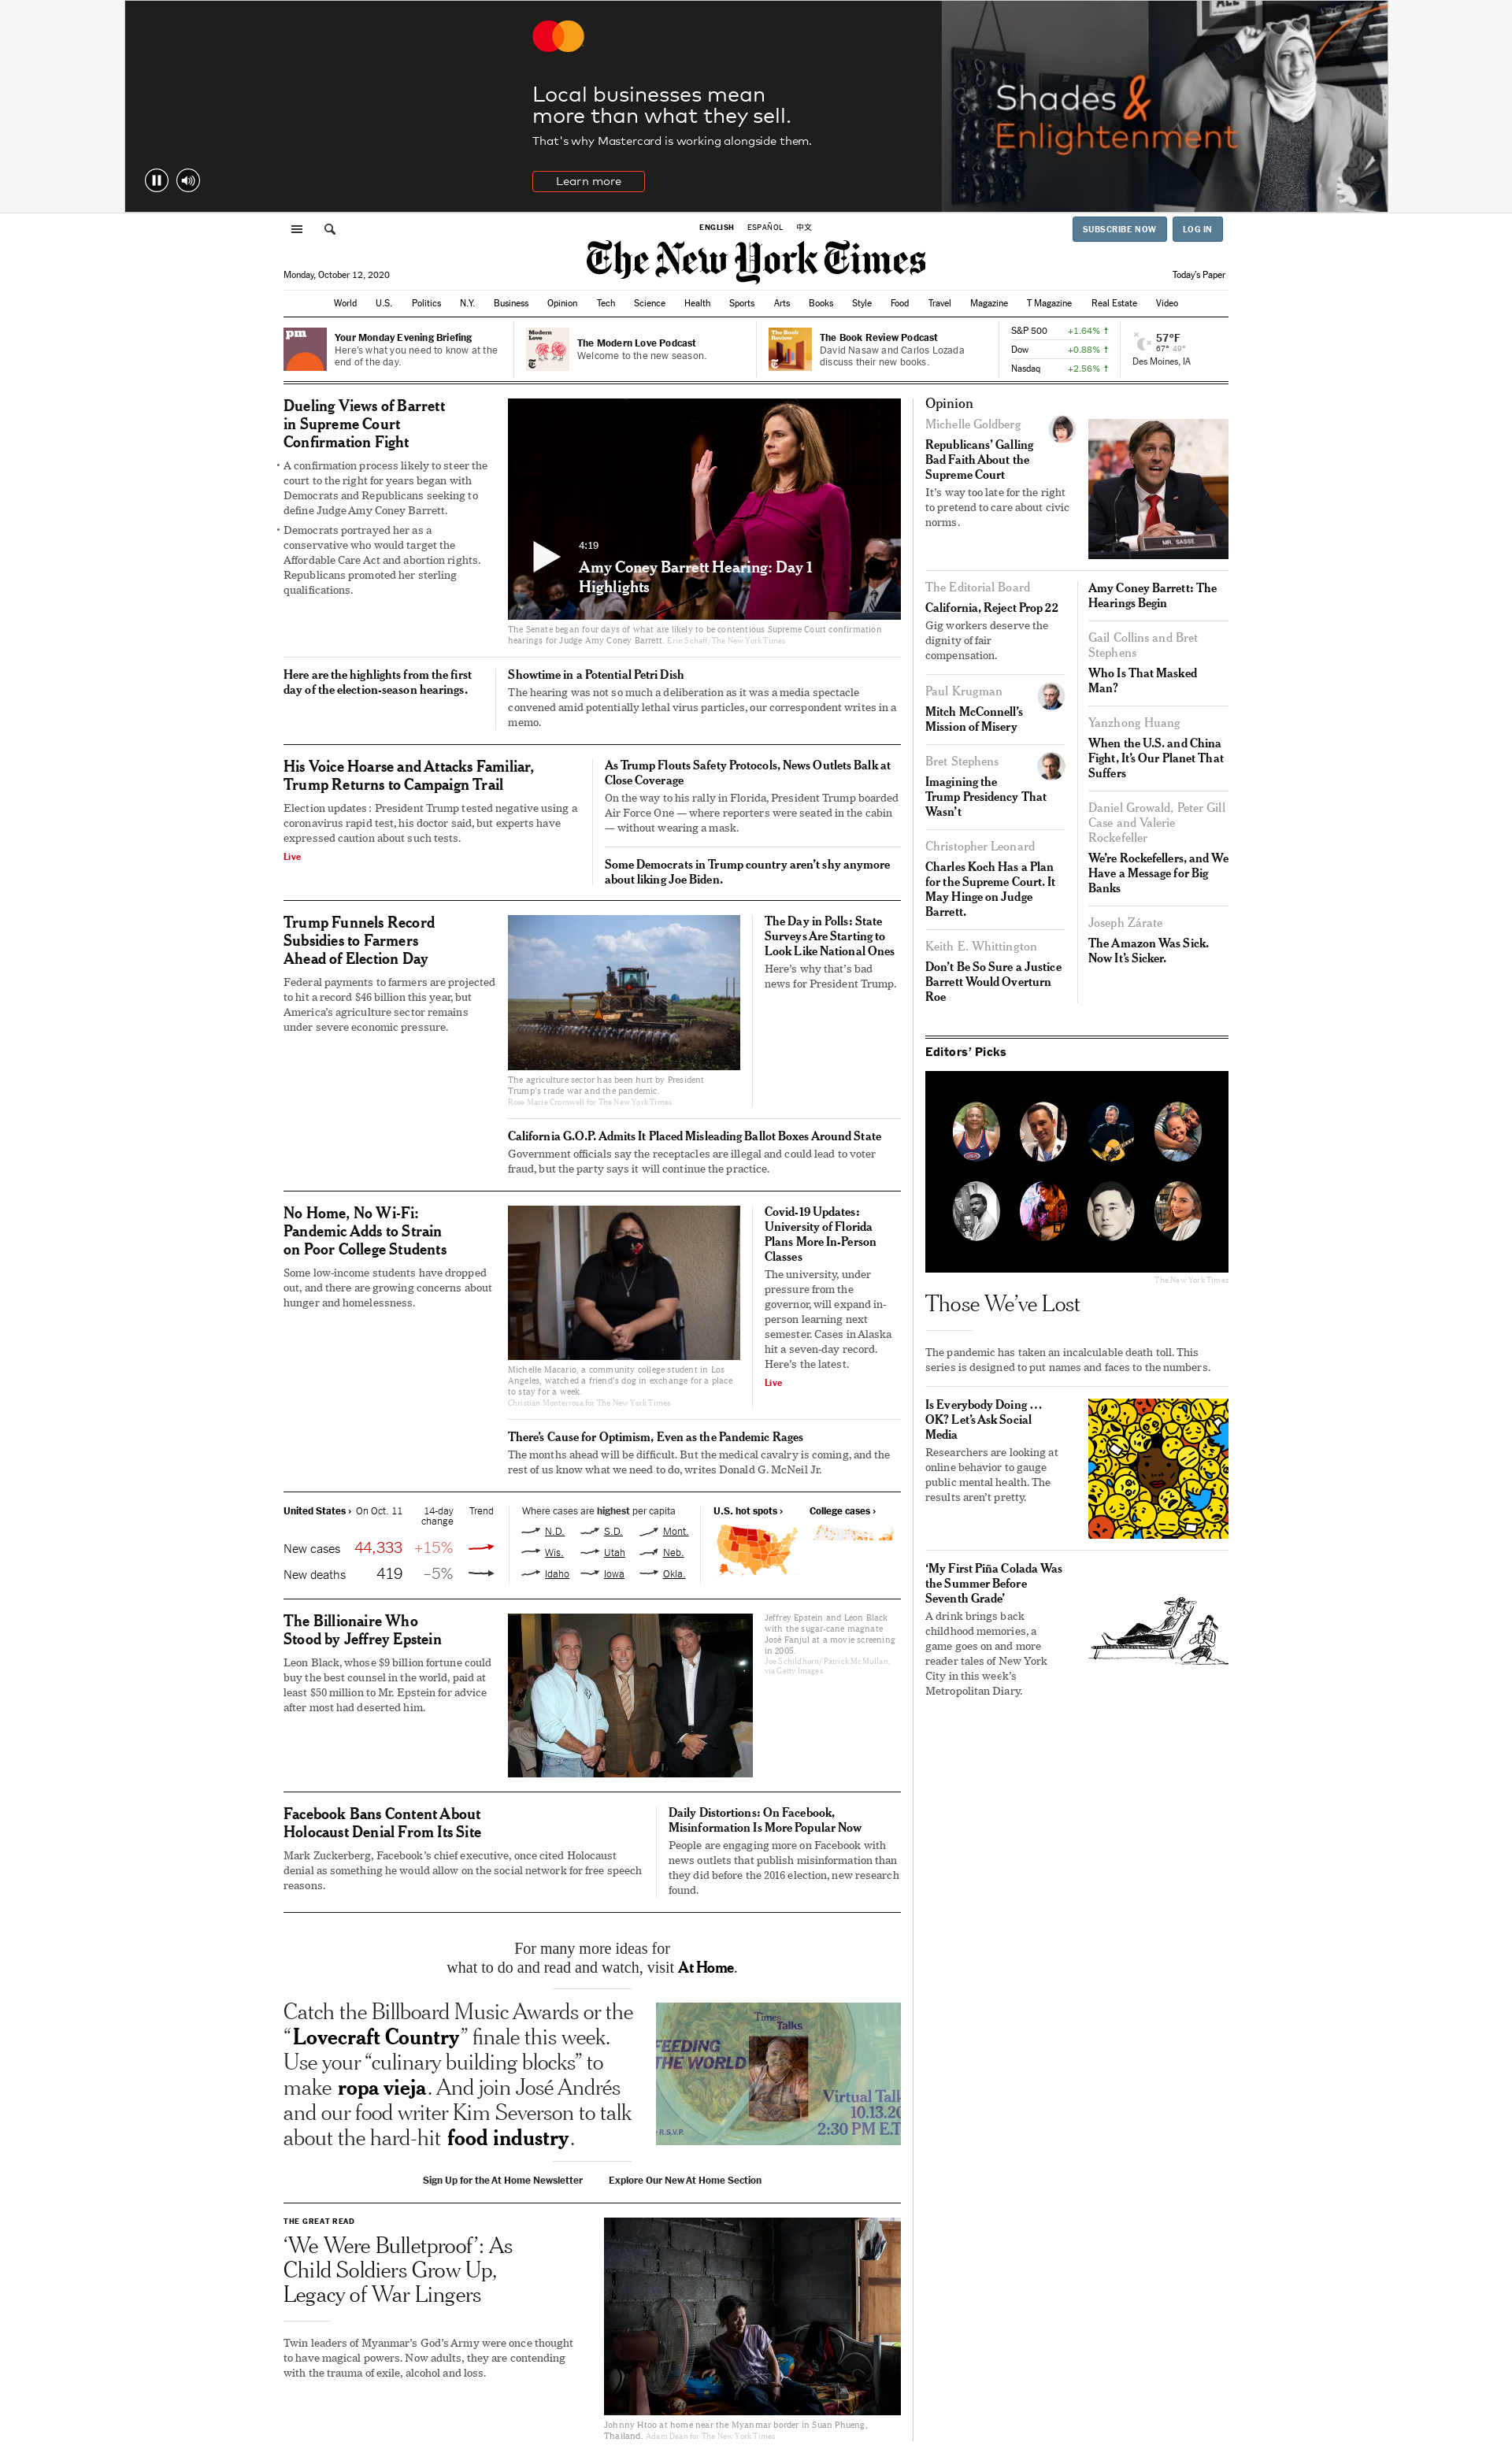 ALL
Local businesses mean
more than what they sell.
That's why Mastercard is working alongside them.
Learn more
Shades &
Enlightenment
ENGLISH ESPAÑOL 中文
SUBSCRIBE NOW LOG IN
The New York Times
Monday, October 12, 2020
Today's Paper
World U.S. Politics N.Y. Business Opinion Tech Science Health Sports Arts Books Style Food Travel Magazine T Magazine Real Estate Video
pm
Your Monday Evening Briefing
Here's what you need to know at the
end of the day.
Modern
Love
The Modern Love Podcast
Welcome to the new season.
The Book
Review
The Book Review Podcast
David Nasaw and Carlos Lozada
discuss their new books.
S&P 500 +1.64% ↑
Dow +0.88% ↑
Nasdaq +2.56% ↑
57°F
67° 49°
Des Moines, IA
Dueling Views of Barrett
in Supreme Court
Confirmation Fight
• A confirmation process likely to steer the
court to the right for years began with
Democrats and Republicans seeking to
define Judge Amy Coney Barrett.
• Democrats portrayed her as a
conservative who would target the
Affordable Care Act and abortion rights.
Republicans promoted her sterling
qualifications.
4:19
Amy Coney Barrett Hearing: Day 1
Highlights
The Senate began four days of what are likely to be contentious Supreme Court confirmation
hearings for Judge Amy Coney Barrett. Erin Schaff/The New York Times
Here are the highlights from the first
day of the election-season hearings.
Showtime in a Potential Petri Dish
The hearing was not so much a deliberation as it was a media spectacle
convened amid potentially lethal virus particles, our correspondent writes in a
memo.
His Voice Hoarse and Attacks Familiar,
Trump Returns to Campaign Trail
Election updates: President Trump tested negative using a
coronavirus rapid test, his doctor said, but experts have
expressed caution about such tests.
Live
As Trump Flouts Safety Protocols, News Outlets Balk at
Close Coverage
On the way to his rally in Florida, President Trump boarded
Air Force One — where reporters were seated in the cabin
— without wearing a mask.
Some Democrats in Trump country aren't shy anymore
about liking Joe Biden.
Trump Funnels Record
Subsidies to Farmers
Ahead of Election Day
Federal payments to farmers are projected
to hit a record $46 billion this year, but
America's agriculture sector remains
under severe economic pressure.
The agriculture sector has been hurt by President
Trump's trade war and the pandemic.
Rose Marie Cromwell for The New York Times
The Day in Polls: State
Surveys Are Starting to
Look Like National Ones
Here's why that's bad
news for President Trump.
California G.O.P. Admits It Placed Misleading Ballot Boxes Around State
Government officials say the receptacles are illegal and could lead to voter
fraud, but the party says it will continue the practice.
No Home, No Wi-Fi:
Pandemic Adds to Strain
on Poor College Students
Some low-income students have dropped
out, and there are growing concerns about
hunger and homelessness.
Michelle Macario, a community college student in Los
Angeles, watched a friend's dog in exchange for a place
to stay for a week.
Christian Monterrosa for The New York Times
Covid-19 Updates:
University of Florida
Plans More In-Person
Classes
The university, under
pressure from the
governor, will expand in-
person learning next
semester. Cases in Alaska
hit a seven-day record.
Here's the latest.
Live
There's Cause for Optimism, Even as the Pandemic Rages
The months ahead will be difficult. But the medical cavalry is coming, and the
rest of us know what we need to do, writes Donald G. McNeil Jr.
United States › On Oct. 11 14-day
change Trend
New cases 44,333 +15%
New deaths 419 –5%
Where cases are highest per capita
N.D. S.D. Mont.
Wis. Utah Neb.
Idaho Iowa Okla.
U.S. hot spots ›
College cases ›
The Billionaire Who
Stood by Jeffrey Epstein
Leon Black, whose $9 billion fortune could
buy the best counsel in the world, paid at
least $50 million to Mr. Epstein for advice
after most had deserted him.
Jeffrey Epstein and Leon Black
with the sugar-cane magnate
José Fanjul at a movie screening
in 2005.
Joe Schildhorn/Patrick McMullan,
via Getty Images
Facebook Bans Content About
Holocaust Denial From Its Site
Mark Zuckerberg, Facebook's chief executive, once cited Holocaust
denial as something he would allow on the social network for free speech
reasons.
Daily Distortions: On Facebook,
Misinformation Is More Popular Now
People are engaging more on Facebook with
news outlets that publish misinformation than
they did before the 2016 election, new research
found.
For many more ideas for
what to do and read and watch, visit At Home.
Catch the Billboard Music Awards or the
“Lovecraft Country” finale this week.
Use your “culinary building blocks” to
make ropa vieja. And join José Andrés
and our food writer Kim Severson to talk
about the hard-hit food industry.
Times
Talks
FEEDING
THE WORLD
Virtual Talk
10.13.20
2:30 PM E.T.
R.S.V.P.
Sign Up for the At Home Newsletter Explore Our New At Home Section
THE GREAT READ
‘We Were Bulletproof’: As
Child Soldiers Grow Up,
Legacy of War Lingers
Twin leaders of Myanmar's God's Army were once thought
to have magical powers. Now adults, they are contending
with the trauma of exile, alcohol and loss.
Johnny Htoo at home near the Myanmar border in Suan Phueng,
Thailand. Adam Dean for The New York Times
Opinion
Michelle Goldberg
Republicans' Galling
Bad Faith About the
Supreme Court
It's way too late for the right
to pretend to care about civic
norms.
MR. SASSE
The Editorial Board
California, Reject Prop 22
Gig workers deserve the
dignity of fair
compensation.
Paul Krugman
Mitch McConnell's
Mission of Misery
Bret Stephens
Imagining the
Trump Presidency That
Wasn't
Christopher Leonard
Charles Koch Has a Plan
for the Supreme Court. It
May Hinge on Judge
Barrett.
Keith E. Whittington
Don't Be So Sure a Justice
Barrett Would Overturn
Roe
Amy Coney Barrett: The
Hearings Begin
Gail Collins and Bret
Stephens
Who Is That Masked
Man?
Yanzhong Huang
When the U.S. and China
Fight, It's Our Planet That
Suffers
Daniel Growald, Peter Gill
Case and Valerie
Rockefeller
We're Rockefellers, and We
Have a Message for Big
Banks
Joseph Zárate
The Amazon Was Sick.
Now It's Sicker.
Editors' Picks
The New York Times
Those We've Lost
The pandemic has taken an incalculable death toll. This
series is designed to put names and faces to the numbers.
Is Everybody Doing …
OK? Let's Ask Social
Media
Researchers are looking at
online behavior to gauge
public mental health. The
results aren't pretty.
‘My First Piña Colada Was
the Summer Before
Seventh Grade’
A drink brings back
childhood memories, a
game goes on and more
reader tales of New York
City in this week's
Metropolitan Diary.